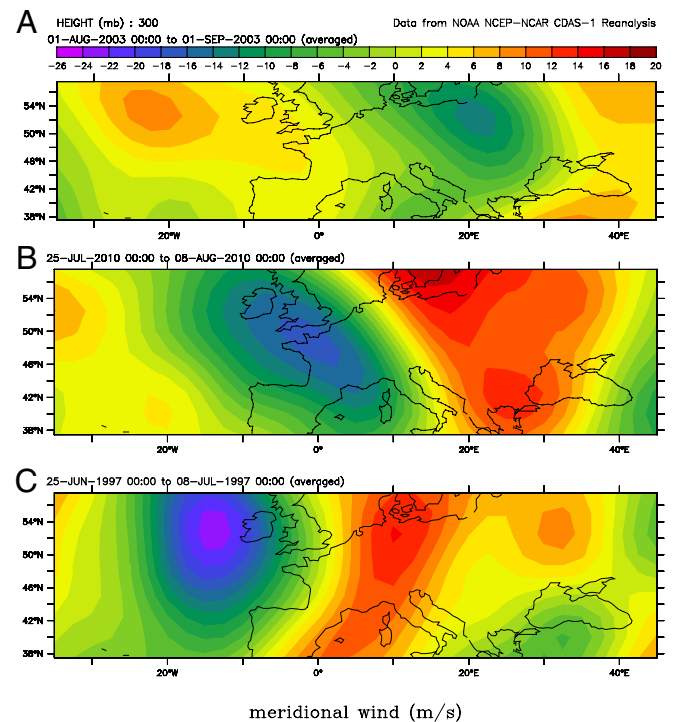 A
HEIGHT (mb) : 300 Data from NOAA NCEP-NCAR CDAS-1 Reanalysis
01-AUG-2003 00:00 to 01-SEP-2003 00:00 (averaged)
-26 -24 -22 -20 -18 -16 -14 -12 -10 -8 -6 -4 -2 0 2 4 6 8 10 12 14 16 18 20
54°N
50°N
46°N
42°N
38°N
20°W 0° 20°E 40°E
B
25-JUL-2010 00:00 to 08-AUG-2010 00:00 (averaged)
54°N
50°N
46°N
42°N
38°N
20°W 0° 20°E 40°E
C
25-JUN-1997 00:00 to 08-JUL-1997 00:00 (averaged)
54°N
50°N
46°N
42°N
38°N
20°W 0° 20°E 40°E
meridional wind (m/s)